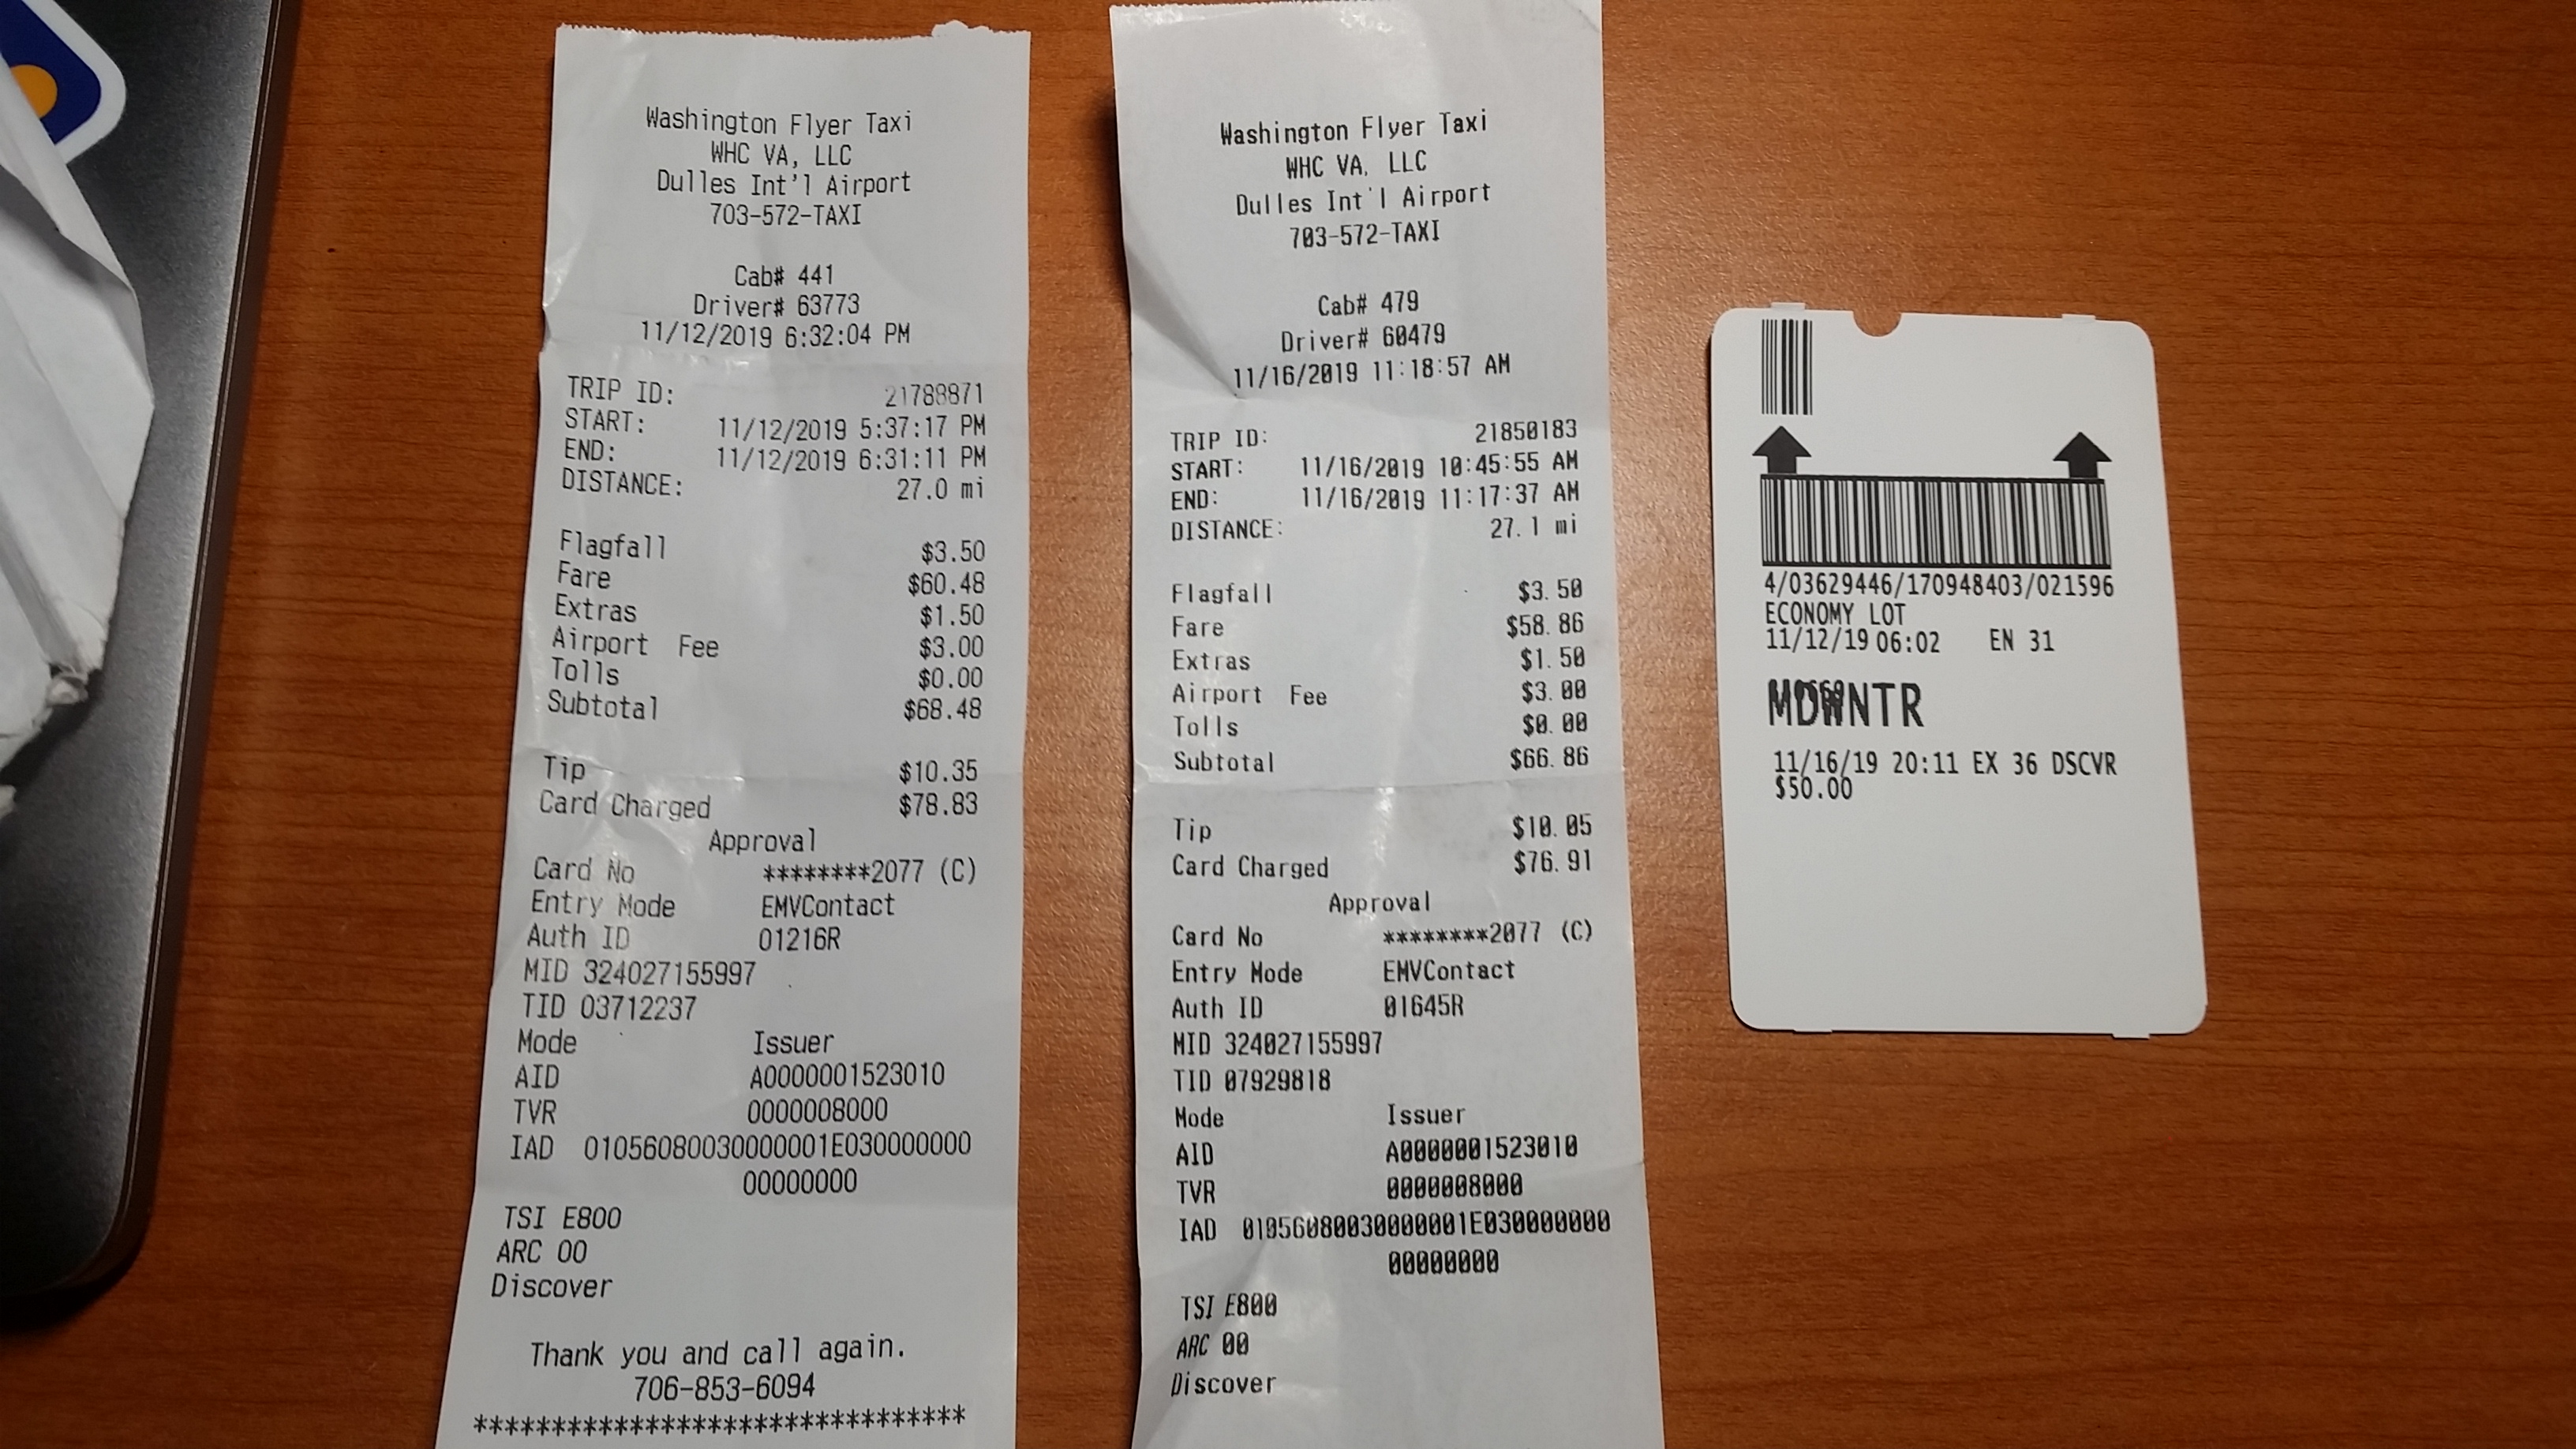 Washington Flyer Taxi
WHC VA, LLC
Dulles Int'l Airport
703-572-TAXI
Cab# 441
Driver# 63773
11/12/2019 6:32:04 PM
TRIP ID: 21788871
START: 11/12/2019 5:37:17 PM
END: 11/12/2019 6:31:11 PM
DISTANCE: 27.0 mi
Flagfall $3.50
Fare $60.48
Extras $1.50
Airport Fee $3.00
Tolls $0.00
Subtotal $68.48
Tip $10.35
Card Charged $78.83
Approval
Card No ********2077 (C)
Entry Mode EMVContact
Auth ID 01216R
MID 324027155997
TID 03712237
Mode Issuer
AID A0000001523010
TVR 0000008000
IAD 01056080030000001E030000000
00000000
TSI E800
ARC 00
Discover
Thank you and call again.
706-853-6094
*********************************
Washington Flyer Taxi
WHC VA, LLC
Dulles Int'l Airport
703-572-TAXI
Cab# 479
Driver# 60479
11/16/2019 11:18:57 AM
TRIP ID: 21850183
START: 11/16/2019 10:45:55 AM
END: 11/16/2019 11:17:37 AM
DISTANCE: 27.1 mi
Flagfall $3.50
Fare $58.86
Extras $1.50
Airport Fee $3.00
Tolls $0.00
Subtotal $66.86
Tip $10.05
Card Charged $76.91
Approval
Card No ********2077 (C)
Entry Mode EMVContact
Auth ID 01645R
MID 324027155997
TID 07929818
Mode Issuer
AID A0000001523010
TVR 0000008000
IAD 01056080030000001E030000000
00000000
TSI E800
ARC 00
Discover
4/03629446/170948403/021596
ECONOMY LOT
11/12/19 06:02 EN 31
MDWNTR
11/16/19 20:11 EX 36 DSCVR
$50.00